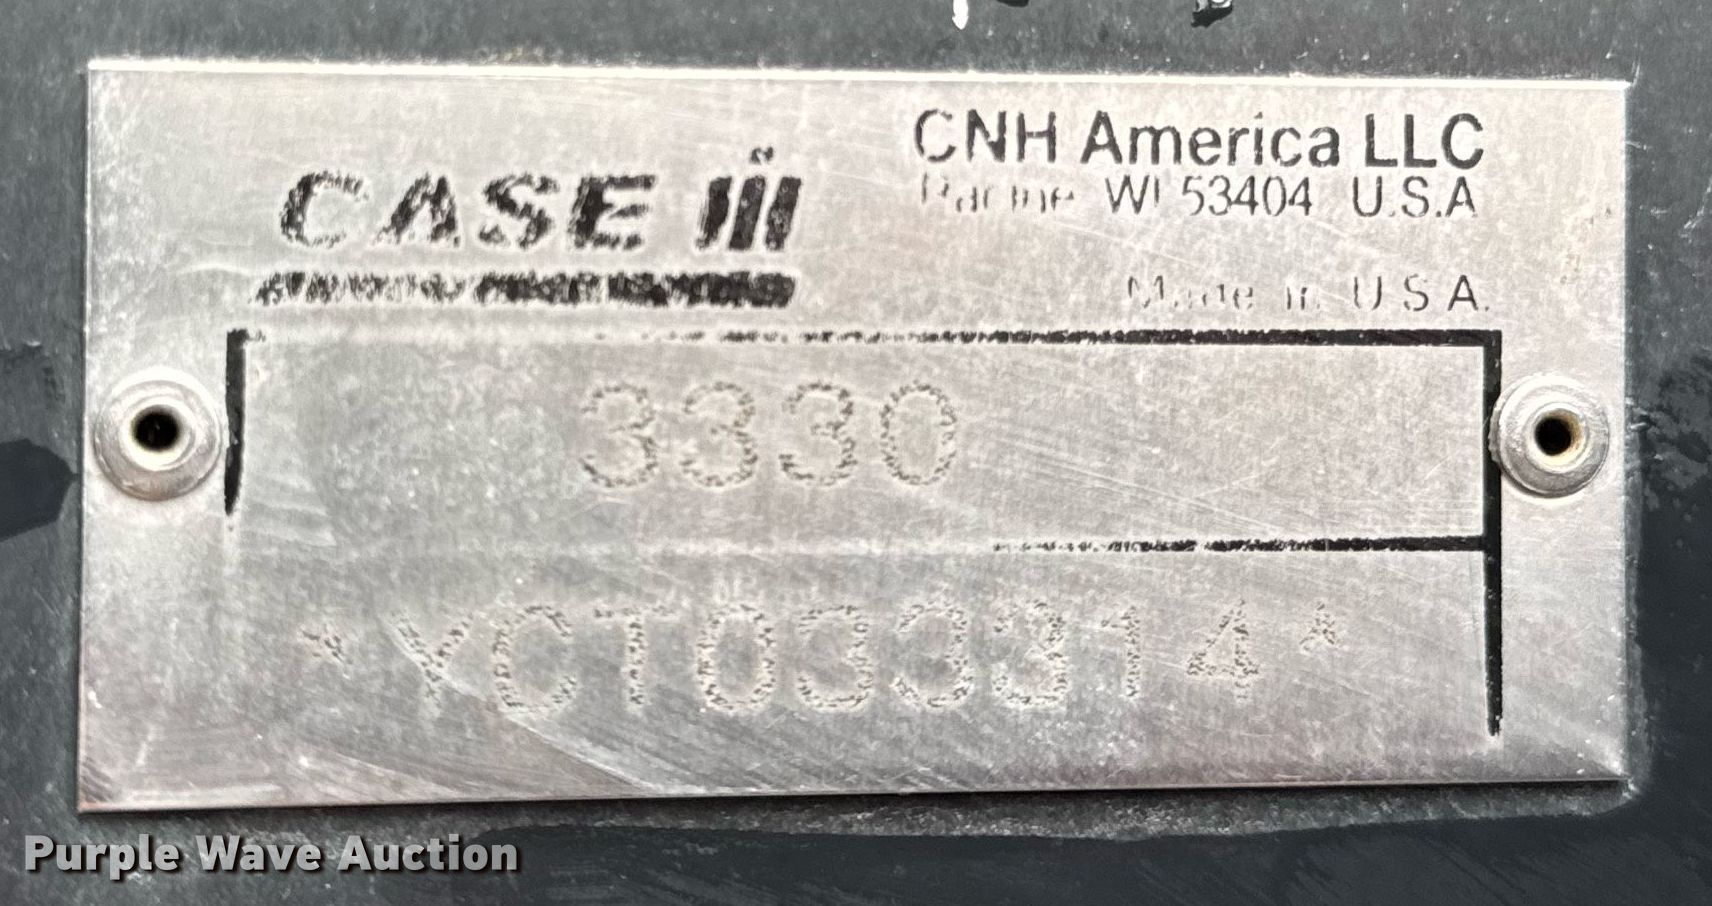 CNH America LLC
CASE IH
Racine WI 53404 U.S.A
Made in U.S.A.
3330
*YCT033314*
Purple Wave Auction